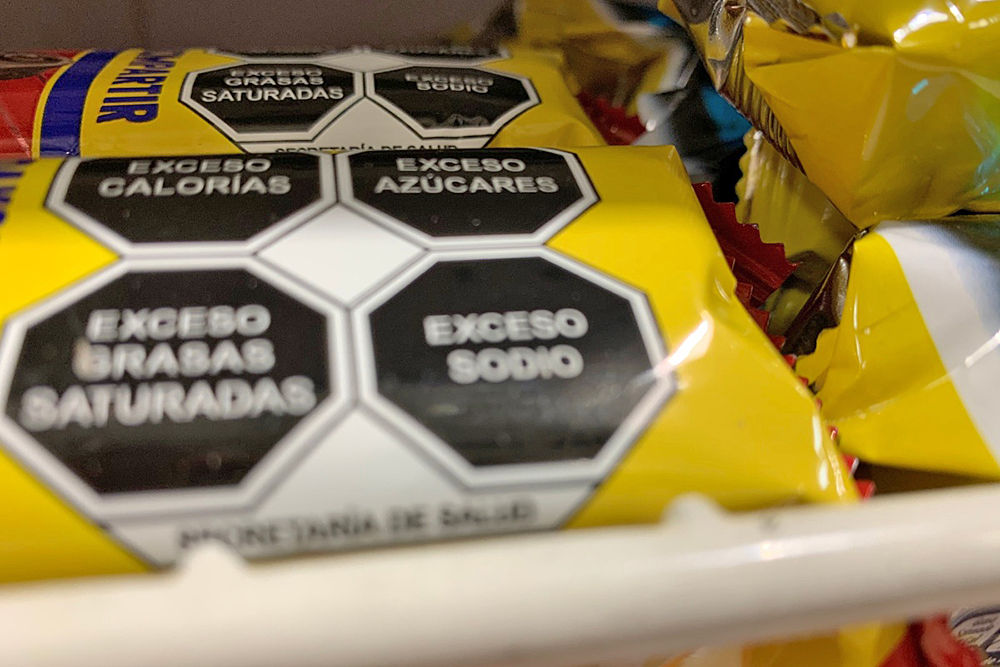 PARTIR
EXCESO
GRASAS
SATURADAS
EXCESO
SODIO
SECRETARÍA DE SALUD
EXCESO
CALORÍAS
EXCESO
AZÚCARES
EXCESO
GRASAS
SATURADAS
EXCESO
SODIO
SECRETARÍA DE SALUD